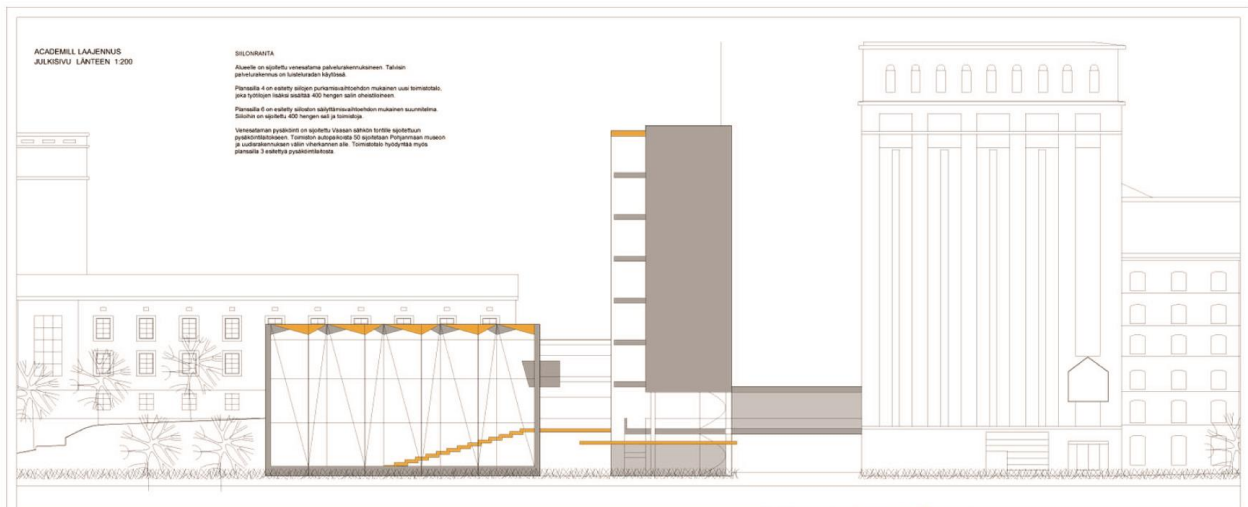 ACADEMILL LAAJENNUS
JULKISIVU LÄNTEEN 1:200
SIILONRANTA
Alueelle on sijoitettu venesatama palvelurakennuksineen. Talvisin
palvelurakennus on luisteluradan käytössä.
Planssilla 4 on esitetty siilojen purkamisvaihtoehdon mukainen uusi toimistotalo,
joka työtilojen lisäksi sisältää 400 hengen salin oheistiloineen.
Planssilla 6 on esitetty siiloston säilyttämisvaihtoehdon mukainen suunnitelma.
Siiloihin on sijoitettu 400 hengen sali ja toimistoja.
Venesataman pysäköinti on sijoitettu Vaasan sähkön tontille sijoitettuun
pysäköintilaitokseen. Toimiston autopaikoista 50 sijoitetaan Pohjanmaan museon
ja uudisrakennuksen väliin viherkannen alle. Toimistotalo hyödyntää myös
planssilla 3 esitettyä pysäköintilaitosta